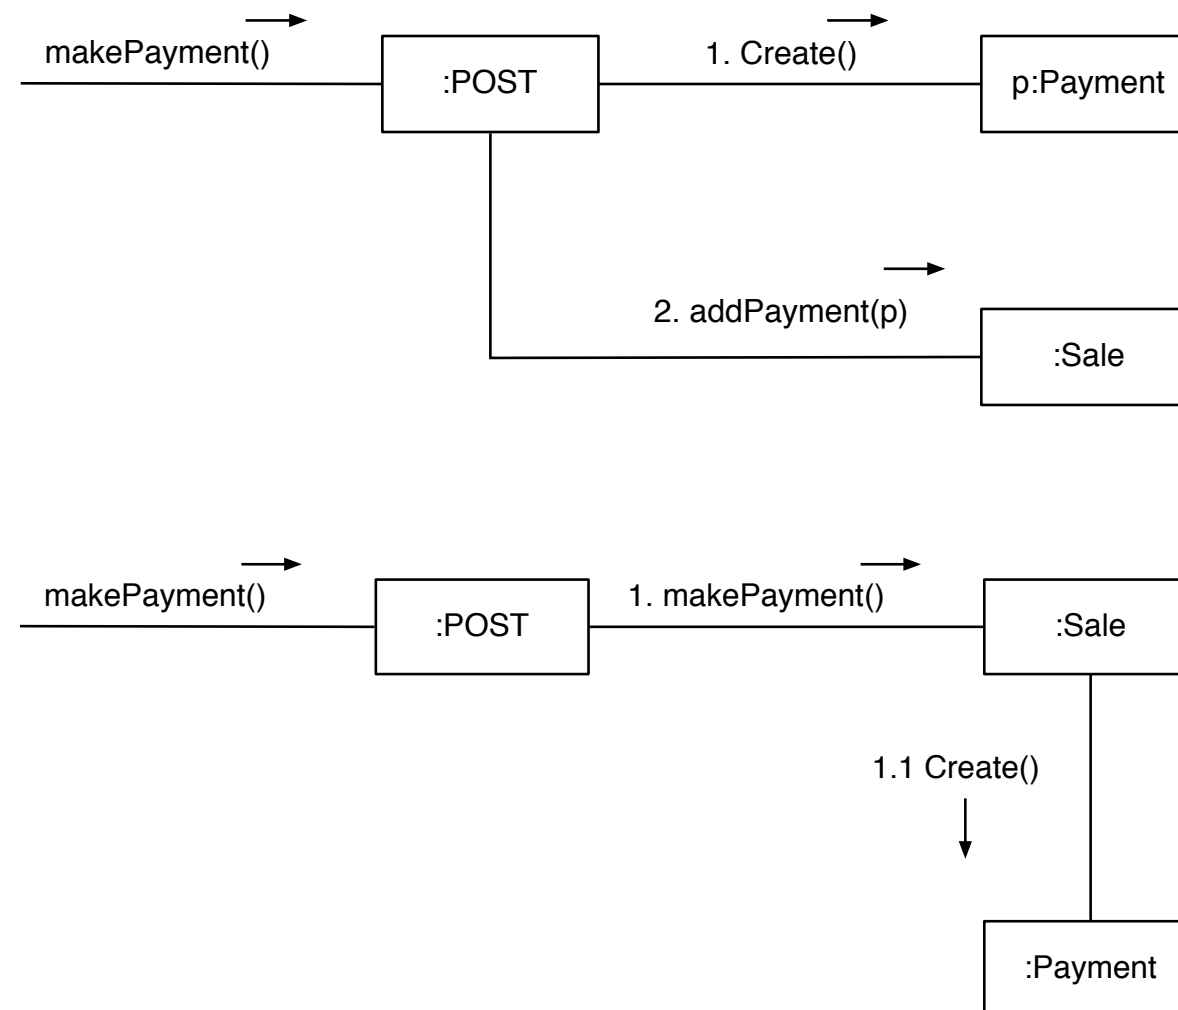 makePayment()
1. Create()
:POST
p:Payment
2. addPayment(p)
:Sale
makePayment()
1. makePayment()
:POST
:Sale
1.1 Create()
:Payment